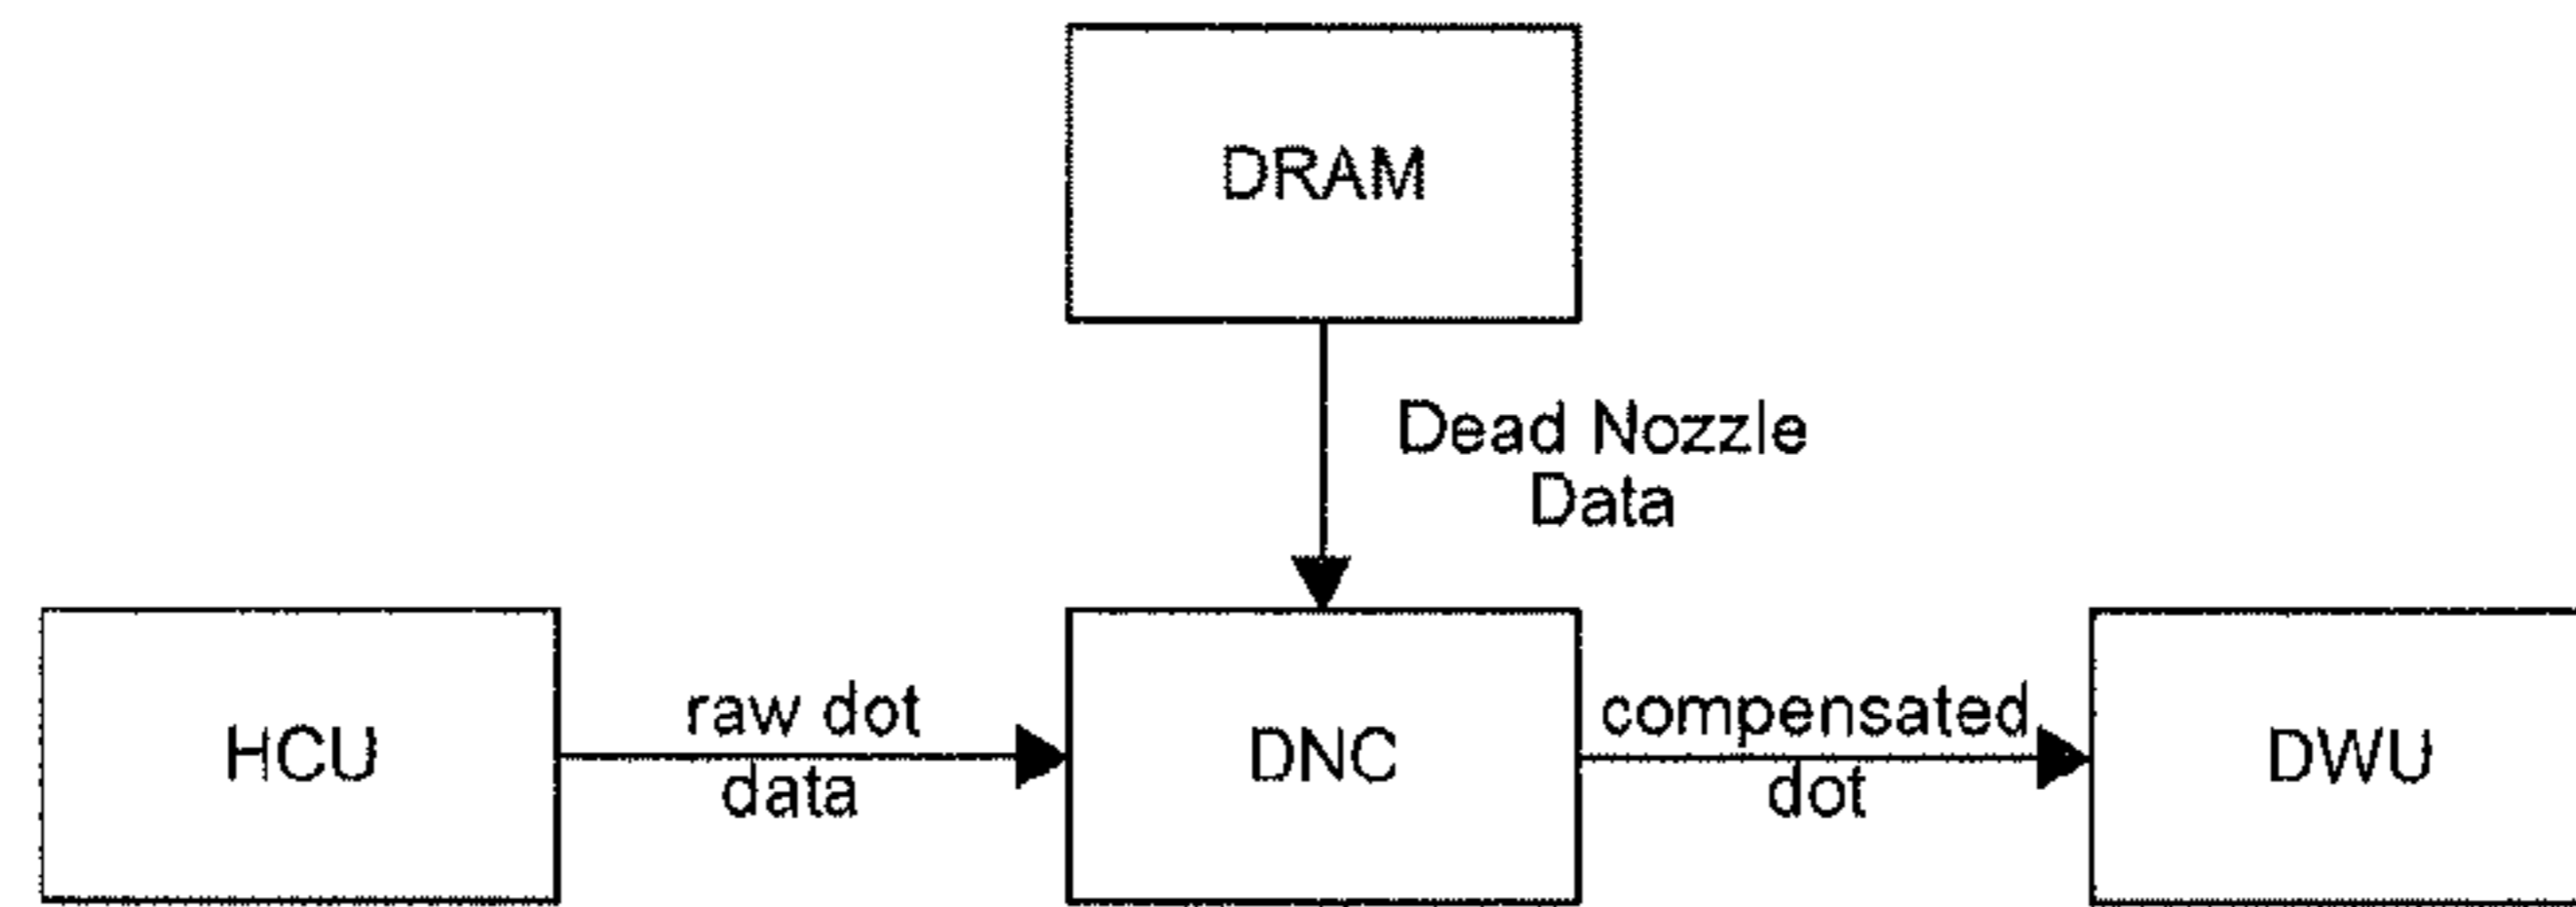 DRAM
Dead Nozzle
Data
HCU
raw dot
data
DNC
compensated
dot
DWU